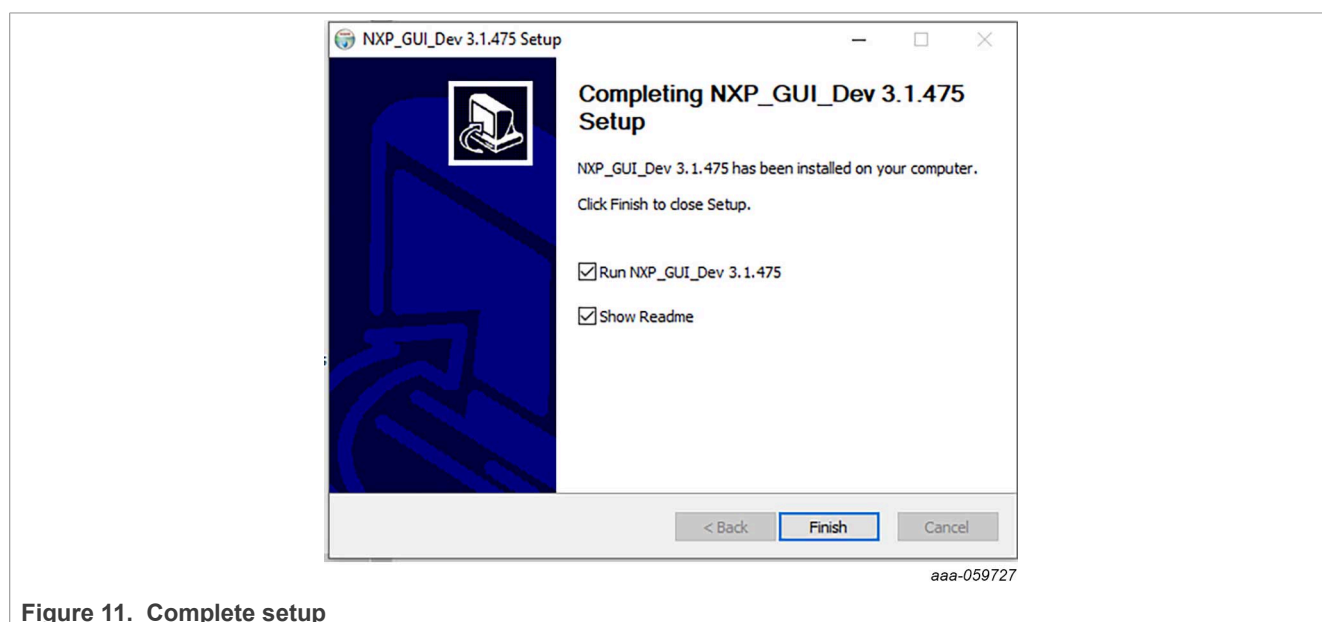 NXP_GUI_Dev 3.1.475 Setup
Completing NXP_GUI_Dev 3.1.475
Setup
NXP_GUI_Dev 3.1.475 has been installed on your computer.
Click Finish to close Setup.
Run NXP_GUI_Dev 3.1.475
Show Readme
< Back Finish Cancel
aaa-059727
Figure 11. Complete setup